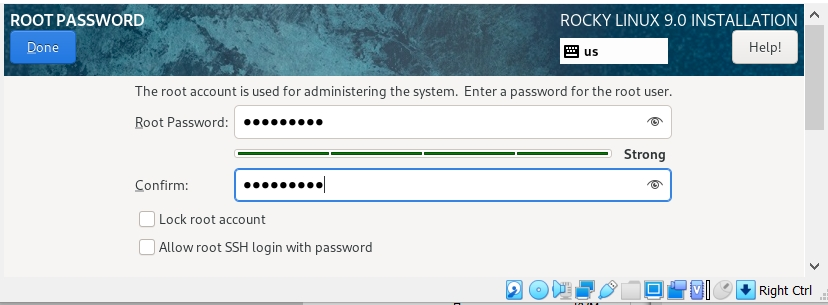 ROOT PASSWORD
ROCKY LINUX 9.0 INSTALLATION
Done
us
Help!
The root account is used for administering the system. Enter a password for the root user.
Root Password: ●●●●●●●●●
Strong
Confirm: ●●●●●●●●●
Lock root account
Allow root SSH login with password
Right Ctrl